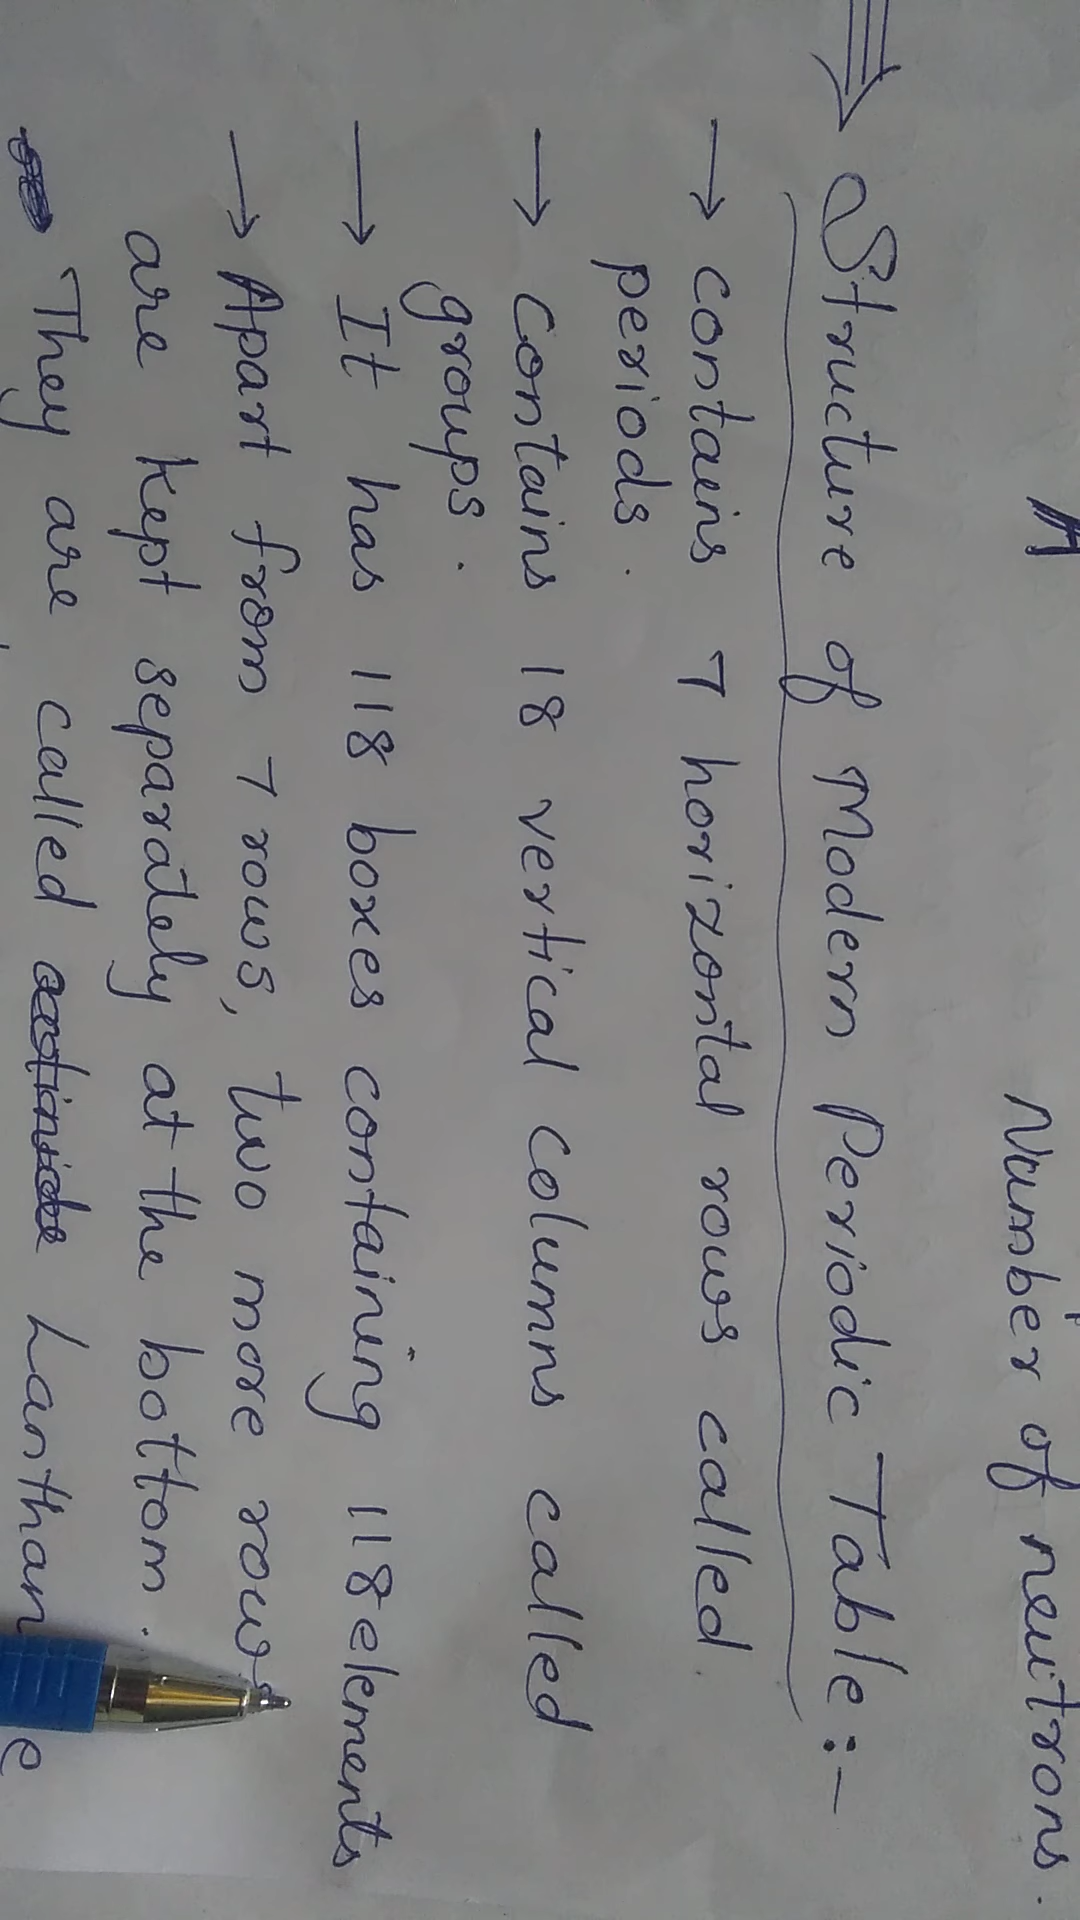 Number of neutrons.
Structure of Modern Periodic Table :-
→ contains 7 horizontal rows called
periods.
→ Contains 18 vertical columns called
groups.
→ It has 118 boxes containing 118 elements
→ Apart from 7 rows, two more rows
are kept separately at the bottom.
They are called Lanthan